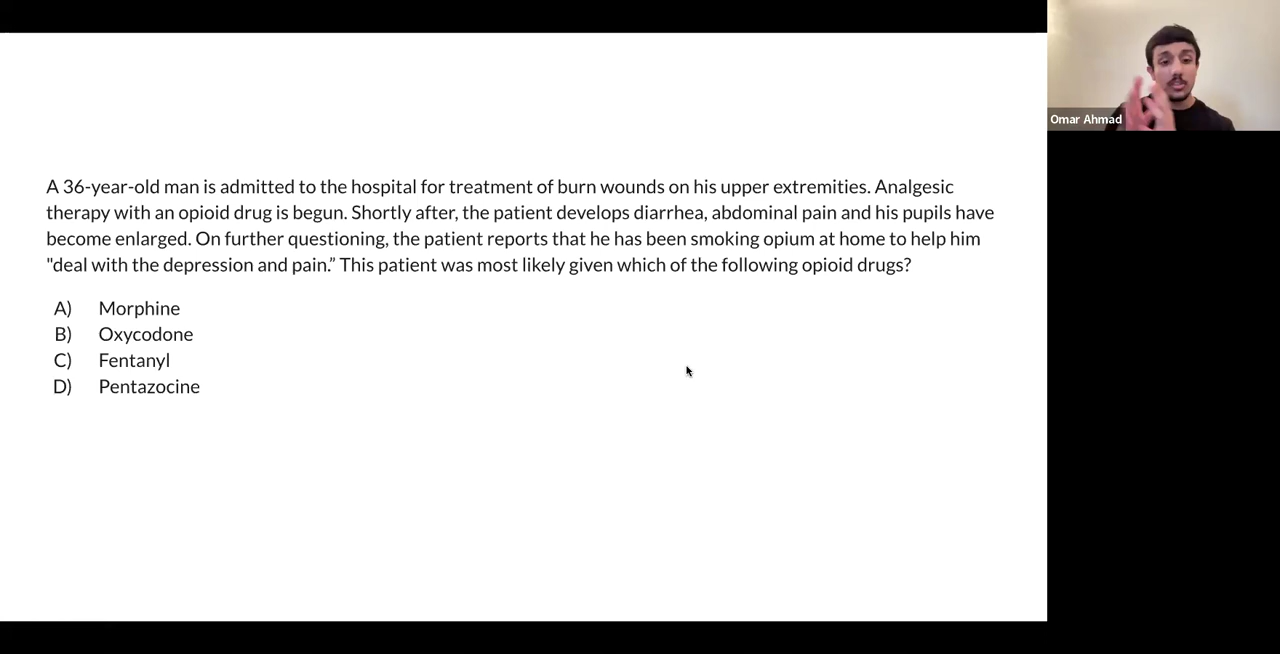 A 36-year-old man is admitted to the hospital for treatment of burn wounds on his upper extremities. Analgesic
therapy with an opioid drug is begun. Shortly after, the patient develops diarrhea, abdominal pain and his pupils have
become enlarged. On further questioning, the patient reports that he has been smoking opium at home to help him
"deal with the depression and pain.” This patient was most likely given which of the following opioid drugs?
A) Morphine
B) Oxycodone
C) Fentanyl
D) Pentazocine
Omar Ahmad